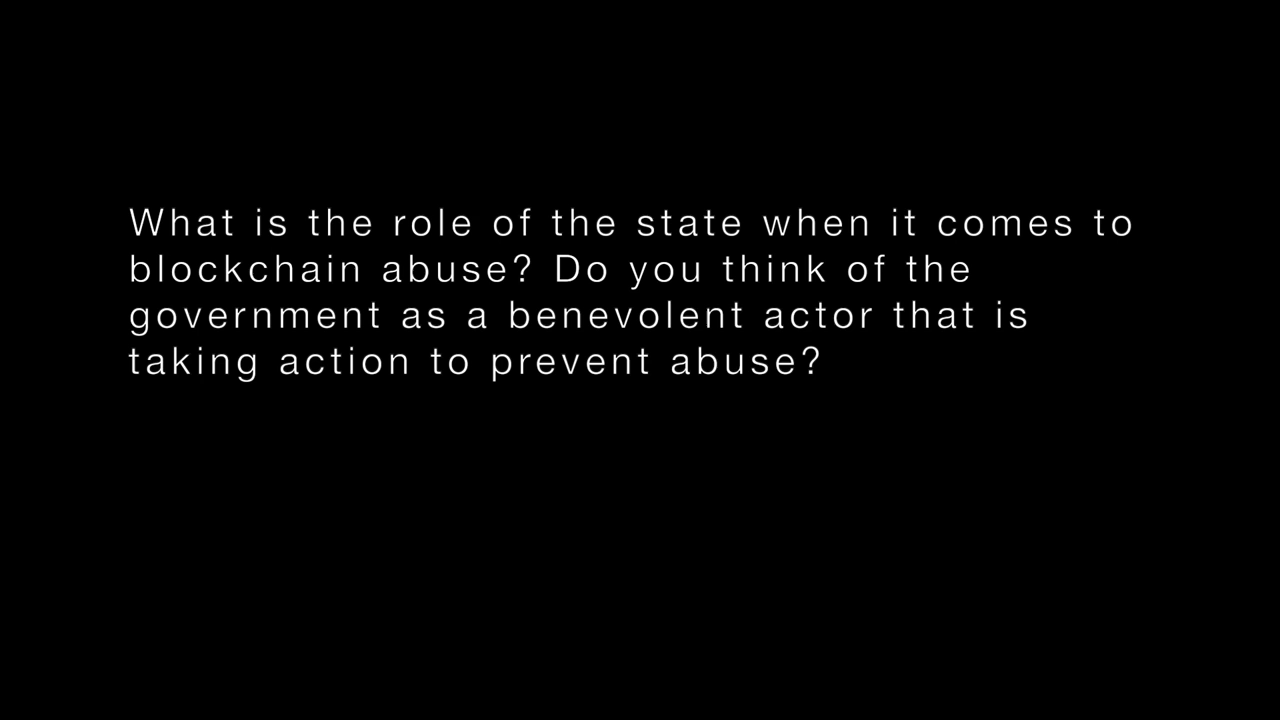 What is the role of the state when it comes to
blockchain abuse? Do you think of the
government as a benevolent actor that is
taking action to prevent abuse?